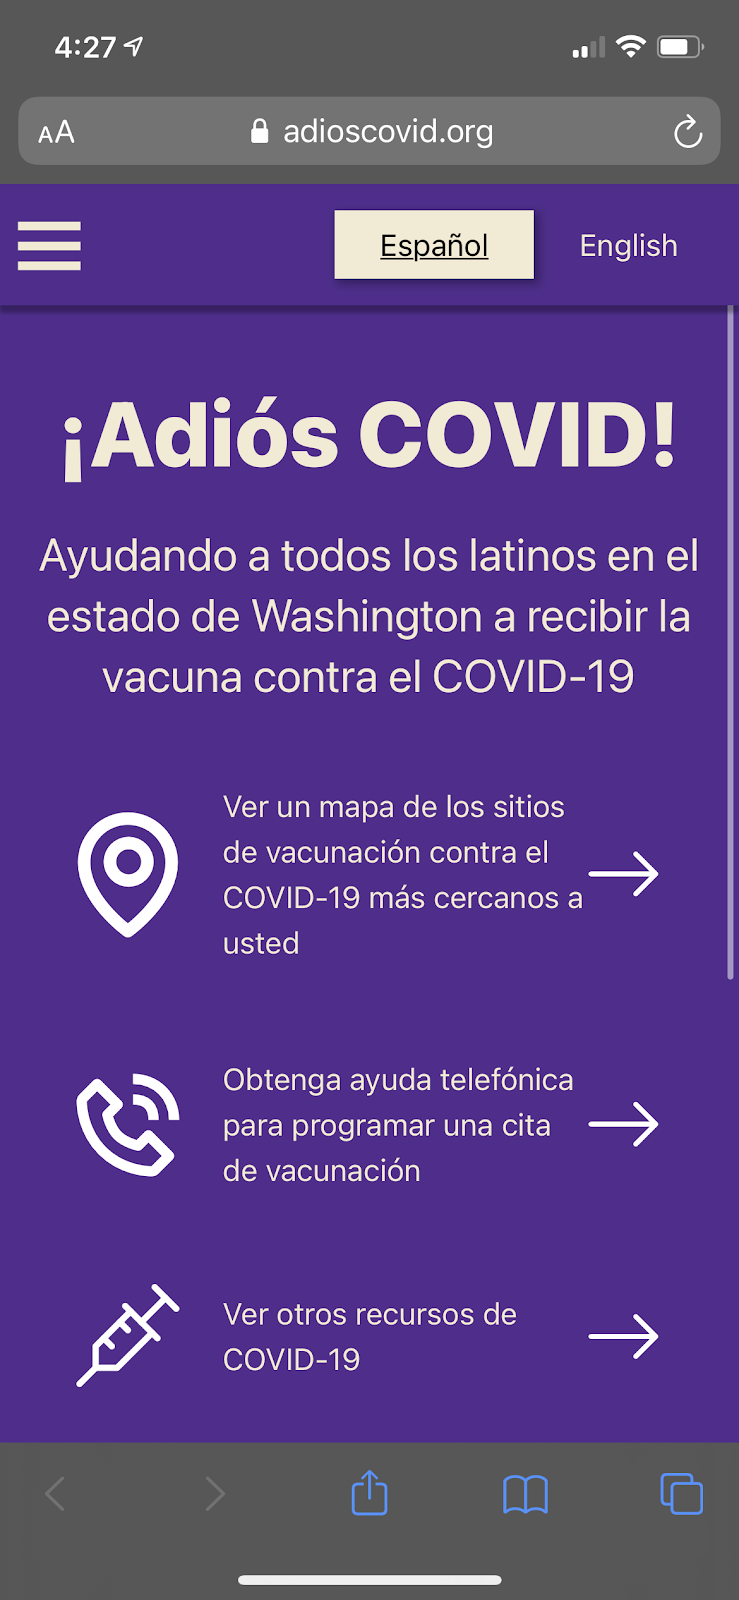 4:27
AA adioscovid.org
Español English
¡Adiós COVID!
Ayudando a todos los latinos en el
estado de Washington a recibir la
vacuna contra el COVID-19
Ver un mapa de los sitios
de vacunación contra el
COVID-19 más cercanos a
usted
Obtenga ayuda telefónica
para programar una cita
de vacunación
Ver otros recursos de
COVID-19